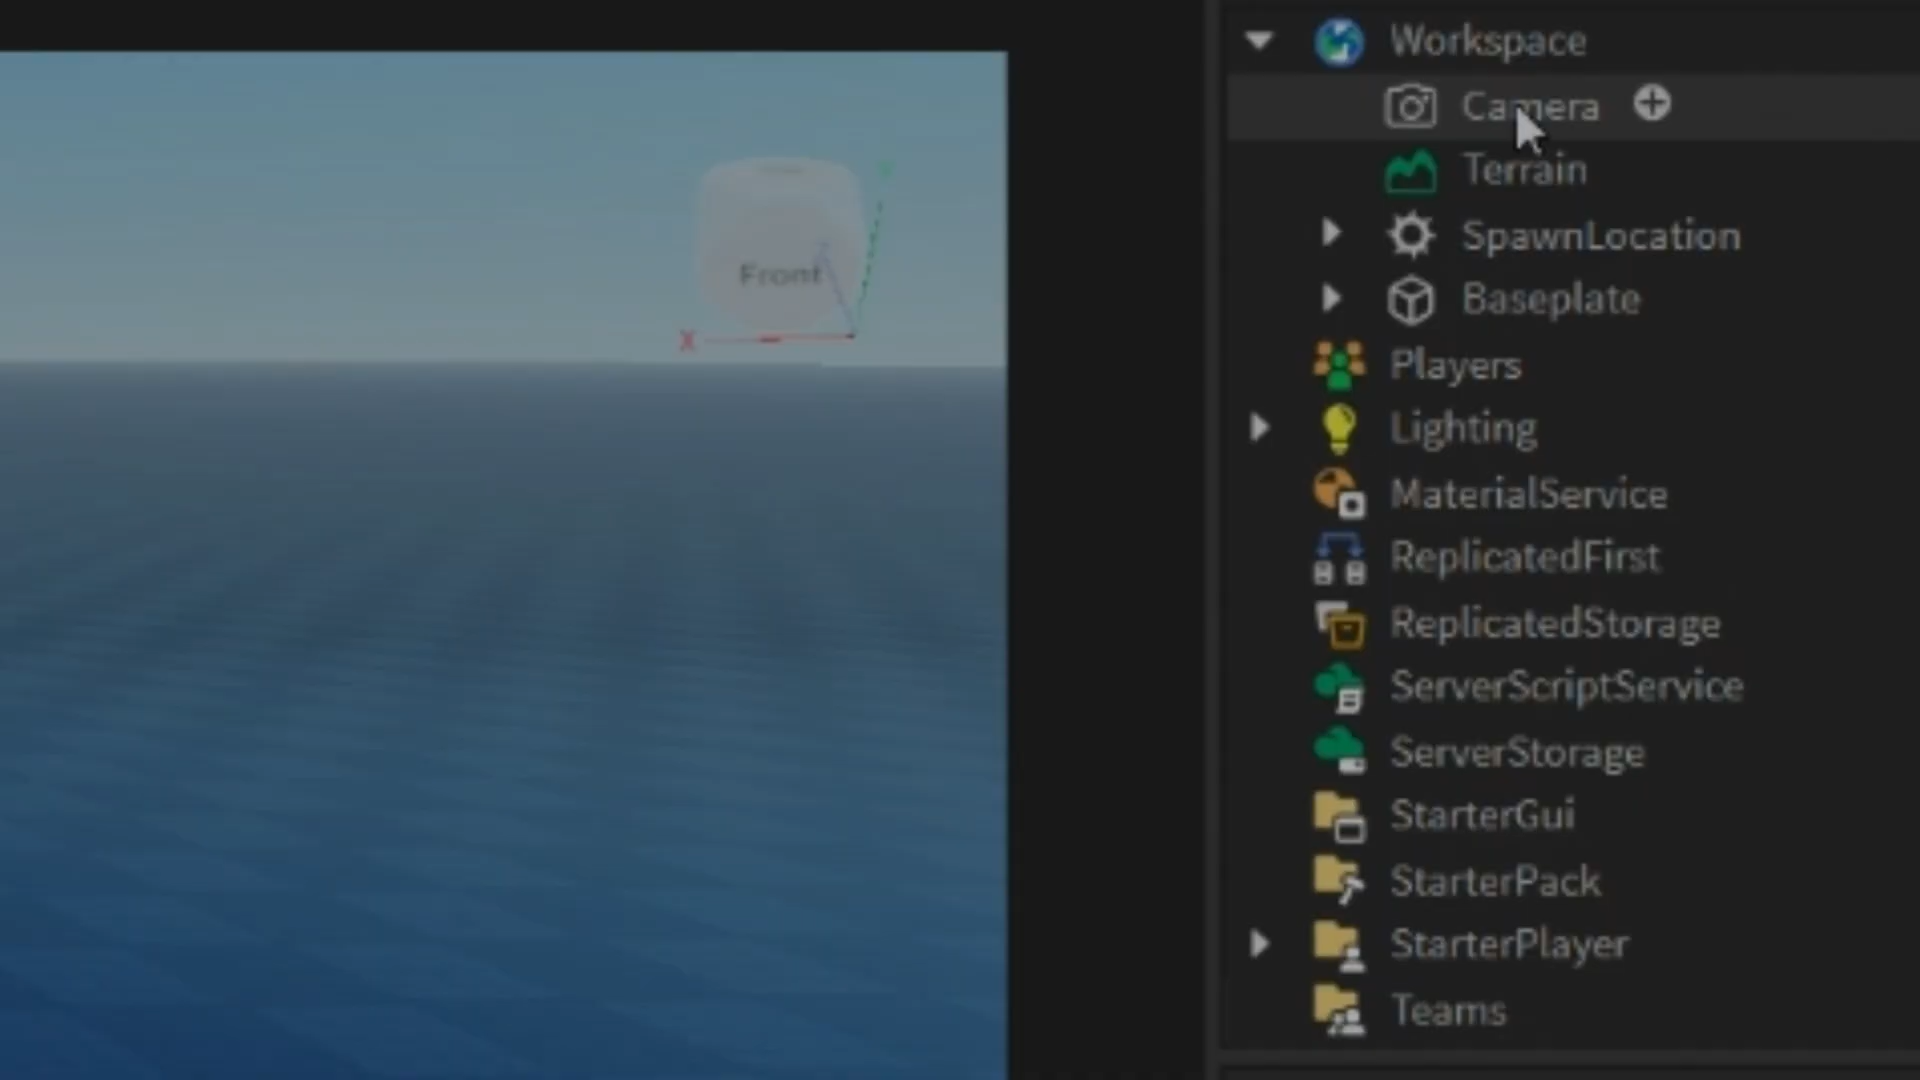 Workspace
Camera
Terrain
SpawnLocation
Baseplate
Players
Lighting
MaterialService
ReplicatedFirst
ReplicatedStorage
ServerScriptService
ServerStorage
StarterGui
StarterPack
StarterPlayer
Teams
Front
X